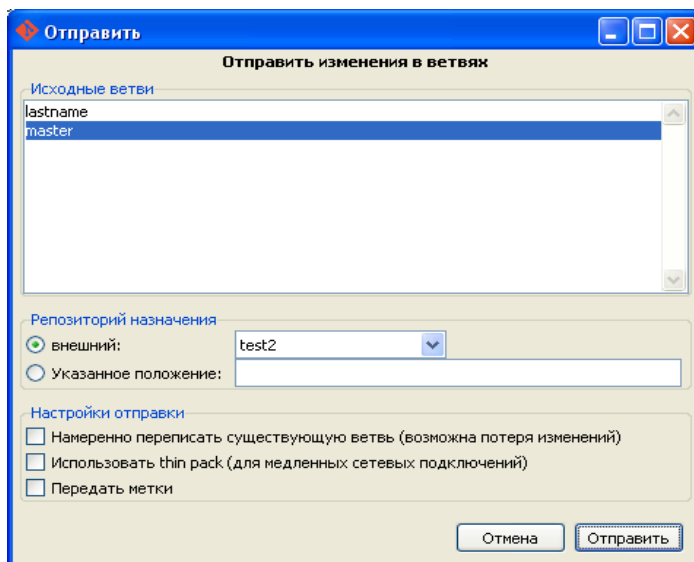 Отправить
Отправить изменения в ветвях
Исходные ветви
lastname
master
Репозиторий назначения
внешний: test2
Указанное положение:
Настройки отправки
Намеренно переписать существующую ветвь (возможна потеря изменений)
Использовать thin pack (для медленных сетевых подключений)
Передать метки
Отмена Отправить